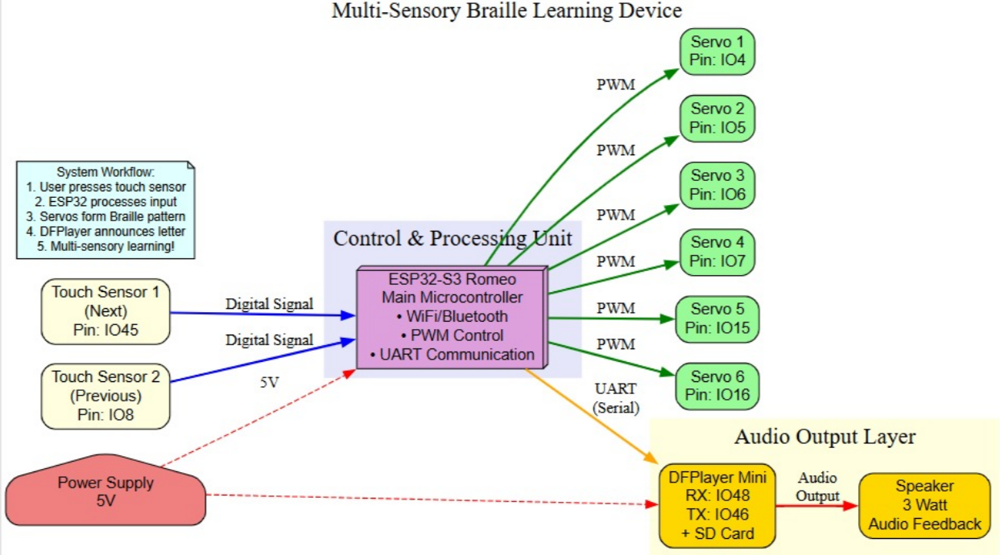 Multi-Sensory Braille Learning Device
Servo 1
Pin: IO4
PWM
Servo 2
Pin: IO5
PWM
Servo 3
Pin: IO6
PWM
Servo 4
Pin: IO7
PWM
Servo 5
Pin: IO15
PWM
Servo 6
Pin: IO16
PWM
System Workflow:
1. User presses touch sensor
2. ESP32 processes input
3. Servos form Braille pattern
4. DFPlayer announces letter
5. Multi-sensory learning!
Control & Processing Unit
ESP32-S3 Romeo
Main Microcontroller
• WiFi/Bluetooth
• PWM Control
• UART Communication
Touch Sensor 1
(Next)
Pin: IO45
Digital Signal
Touch Sensor 2
(Previous)
Pin: IO8
Digital Signal
5V
Power Supply
5V
UART
(Serial)
Audio Output Layer
DFPlayer Mini
RX: IO48
TX: IO46
+ SD Card
Audio
Output
Speaker
3 Watt
Audio Feedback